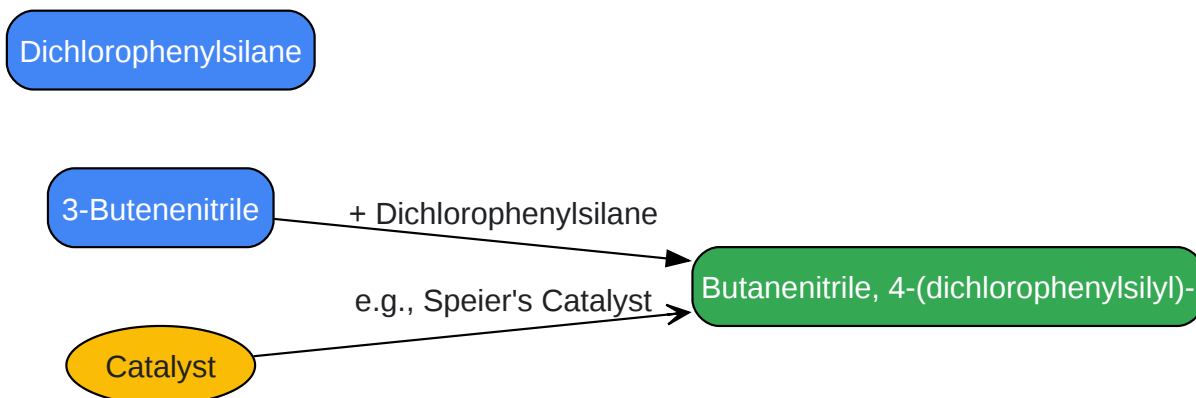 Dichlorophenylsilane
3-Butenenitrile
+ Dichlorophenylsilane
e.g., Speier's Catalyst
Butanenitrile, 4-(dichlorophenylsilyl)-
Catalyst